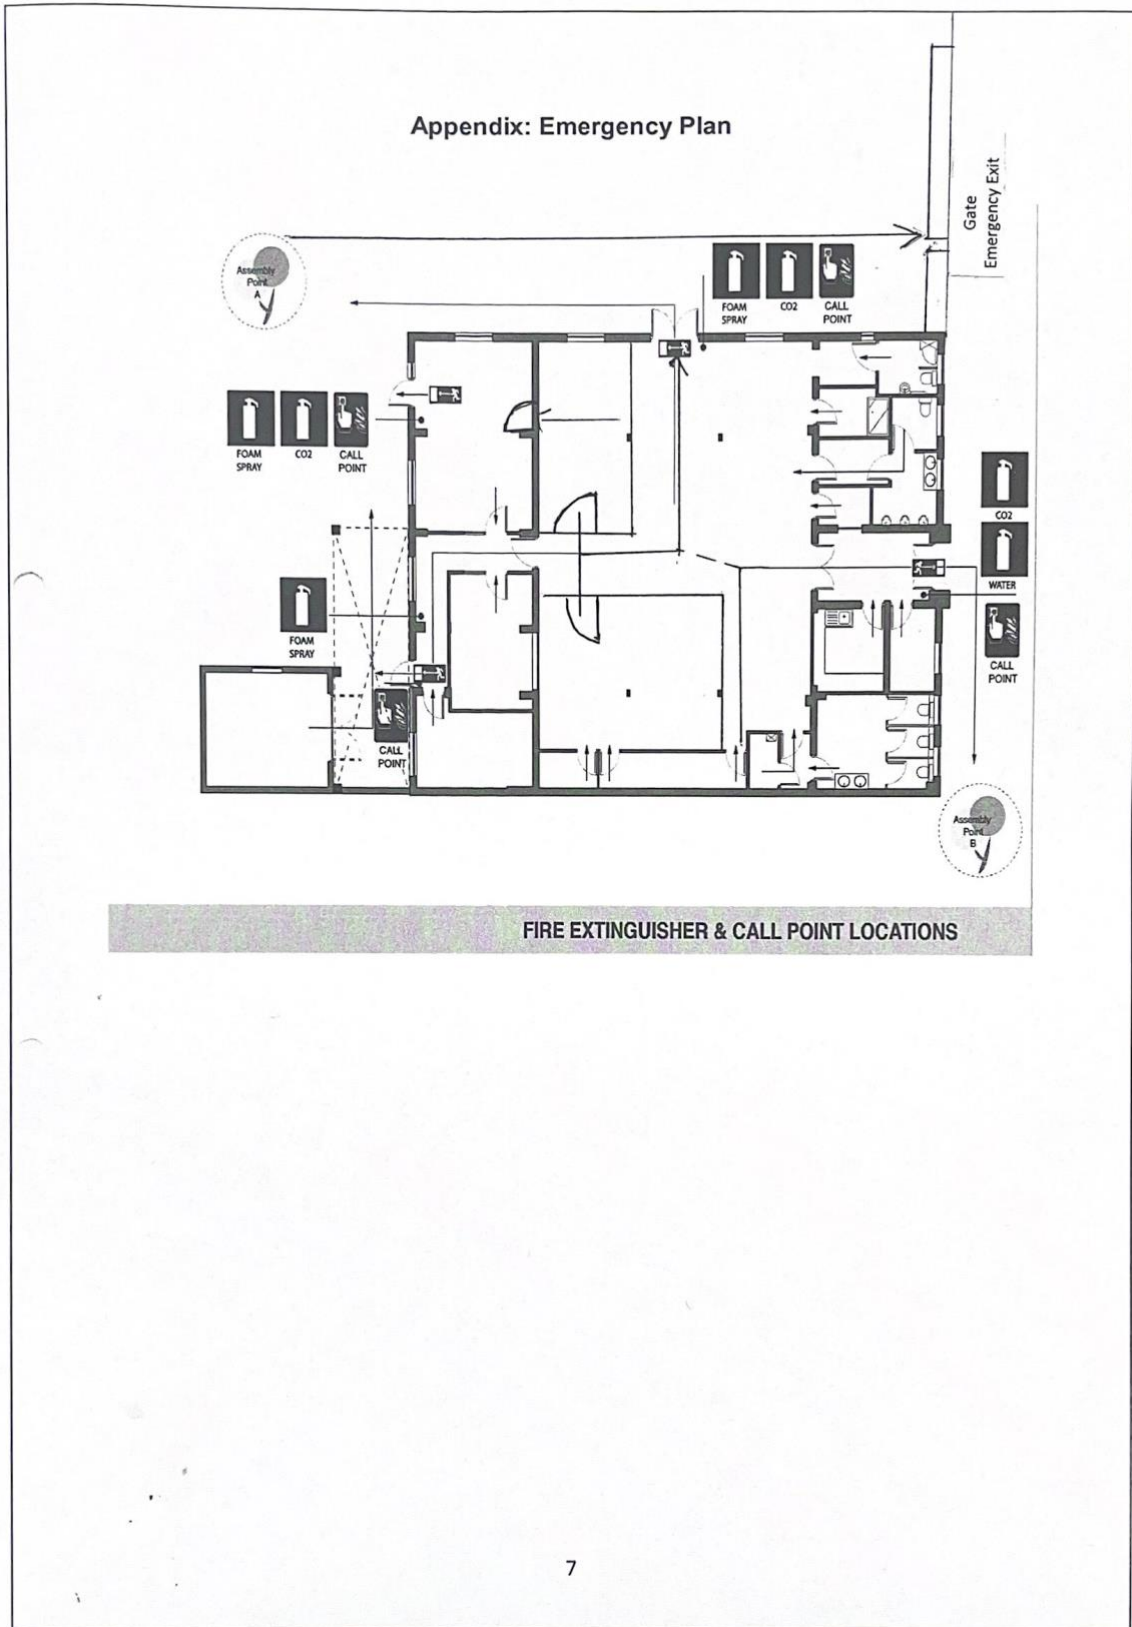 Appendix: Emergency Plan
Gate
Emergency Exit
Assembly
Point
A
FOAM
SPRAY
CO2
CALL
POINT
FOAM
SPRAY
CO2
CALL
POINT
CO2
WATER
FOAM
SPRAY
CALL
POINT
CALL
POINT
Assembly
Point
B
FIRE EXTINGUISHER & CALL POINT LOCATIONS
7